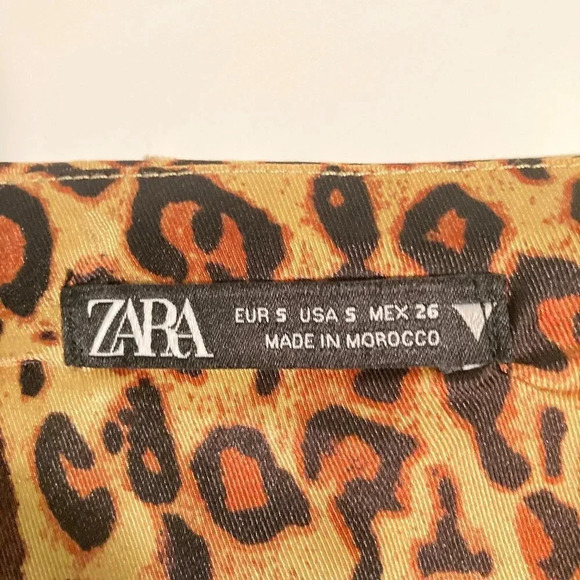 ZARA
EUR S USA S MEX 26
MADE IN MOROCCO